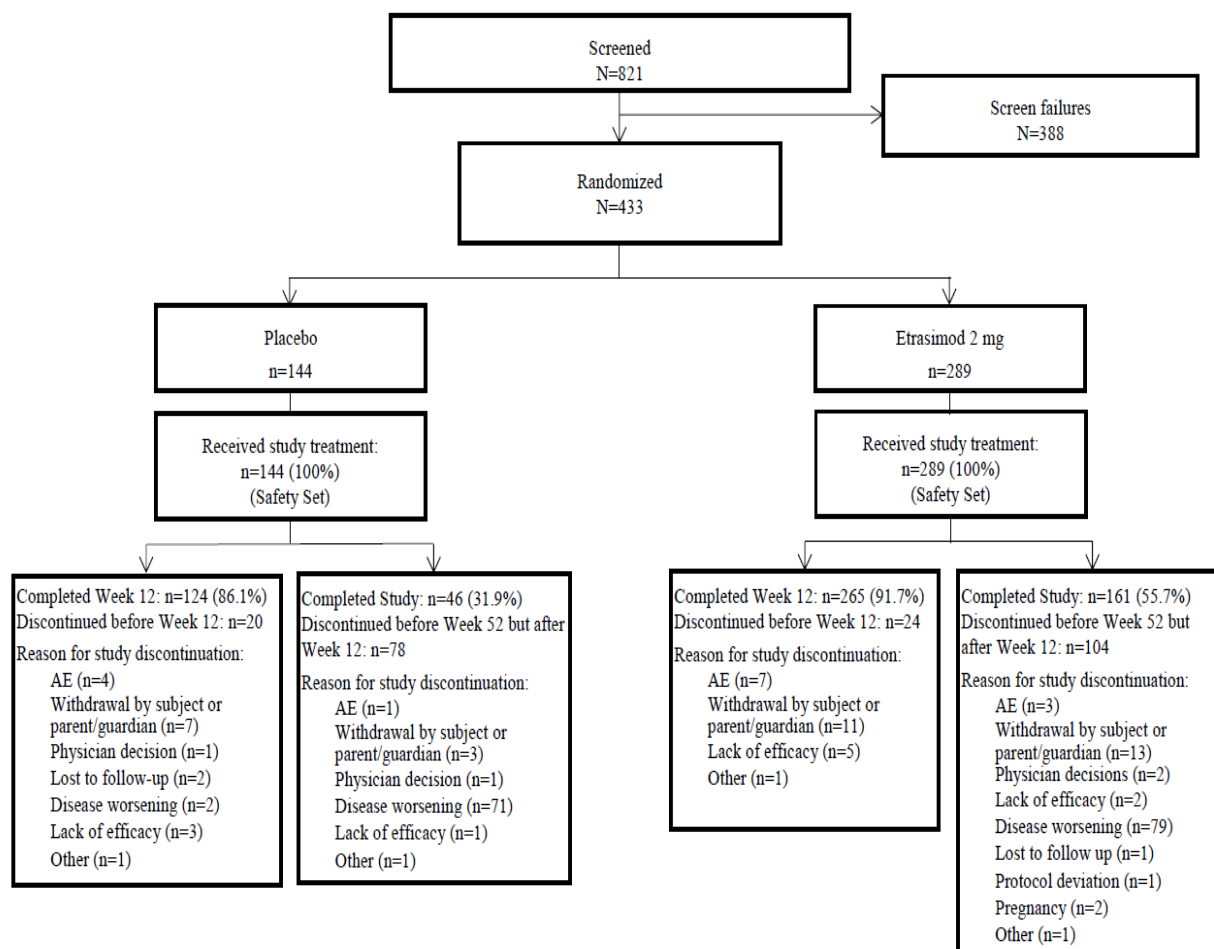 Screened
N=821
Screen failures
N=388
Randomized
N=433
Placebo
n=144
Etrasimod 2 mg
n=289
Received study treatment:
n=144 (100%)
(Safety Set)
Received study treatment:
n=289 (100%)
(Safety Set)
Completed Week 12: n=124 (86.1%)
Discontinued before Week 12: n=20
Reason for study discontinuation:
AE (n=4)
Withdrawal by subject or
parent/guardian (n=7)
Physician decision (n=1)
Lost to follow-up (n=2)
Disease worsening (n=2)
Lack of efficacy (n=3)
Other (n=1)
Completed Study: n=46 (31.9%)
Discontinued before Week 52 but after
Week 12: n=78
Reason for study discontinuation:
AE (n=1)
Withdrawal by subject or
parent/guardian (n=3)
Physician decision (n=1)
Disease worsening (n=71)
Lack of efficacy (n=1)
Other (n=1)
Completed Week 12: n=265 (91.7%)
Discontinued before Week 12: n=24
Reason for study discontinuation:
AE (n=7)
Withdrawal by subject or
parent/guardian (n=11)
Lack of efficacy (n=5)
Other (n=1)
Completed Study: n=161 (55.7%)
Discontinued before Week 52 but
after Week 12: n=104
Reason for study discontinuation:
AE (n=3)
Withdrawal by subject or
parent/guardian (n=13)
Physician decisions (n=2)
Lack of efficacy (n=2)
Disease worsening (n=79)
Lost to follow up (n=1)
Protocol deviation (n=1)
Pregnancy (n=2)
Other (n=1)